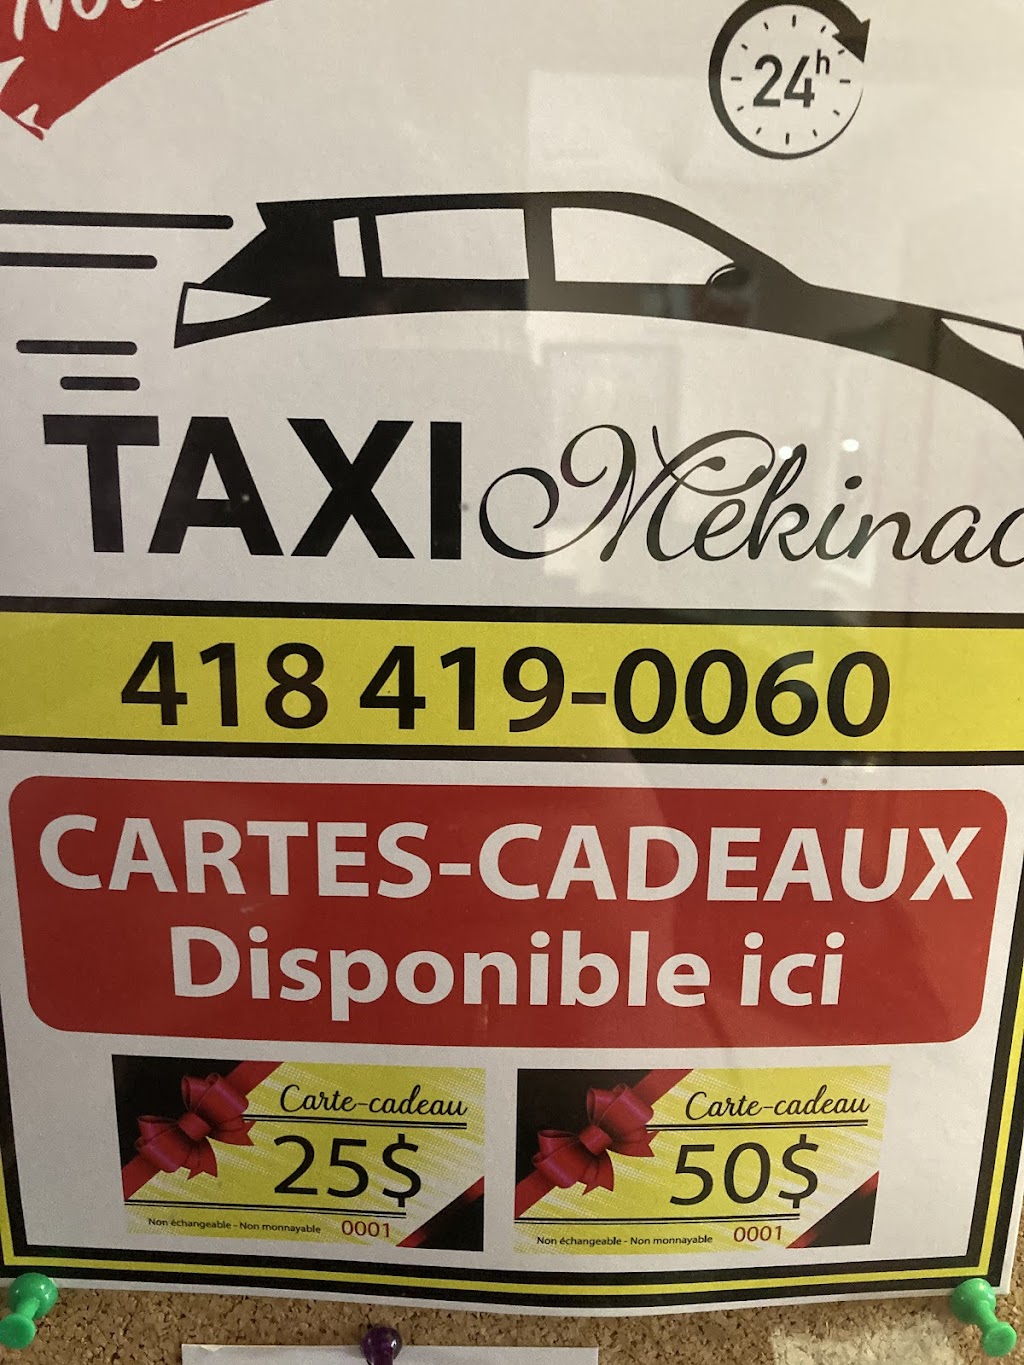 24h
TAXI Mekinac
418 419-0060
CARTES-CADEAUX
Disponible ici
Carte-cadeau
25$
Non échangeable - Non monnayable 0001
Carte-cadeau
50$
Non échangeable - Non monnayable 0001